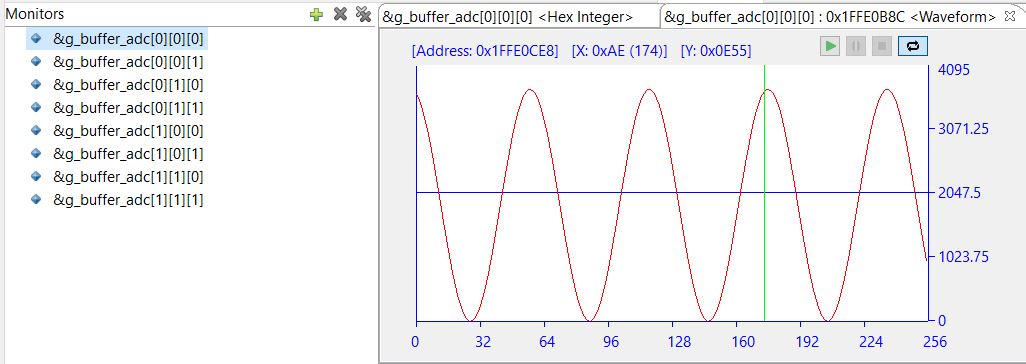 Monitors
&g_buffer_adc[0][0][0]
&g_buffer_adc[0][0][1]
&g_buffer_adc[0][1][0]
&g_buffer_adc[0][1][1]
&g_buffer_adc[1][0][0]
&g_buffer_adc[1][0][1]
&g_buffer_adc[1][1][0]
&g_buffer_adc[1][1][1]
&g_buffer_adc[0][0][0] <Hex Integer>
&g_buffer_adc[0][0][0] : 0x1FFE0B8C <Waveform>
[Address: 0x1FFE0CE8] [X: 0xAE (174)] [Y: 0x0E55]
4095
3071.25
2047.5
1023.75
0
0 32 64 96 128 160 192 224 256